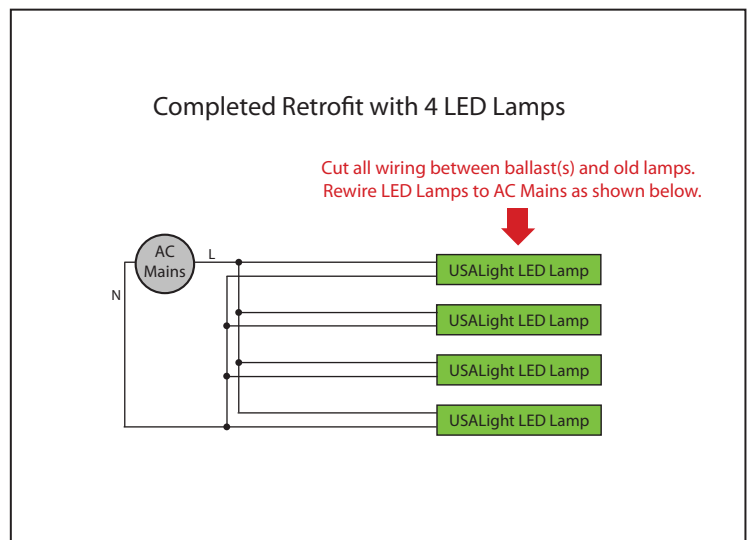 Completed Retrofit with 4 LED Lamps
Cut all wiring between ballast(s) and old lamps.
Rewire LED Lamps to AC Mains as shown below.
AC
Mains
L
N
USALight LED Lamp
USALight LED Lamp
USALight LED Lamp
USALight LED Lamp